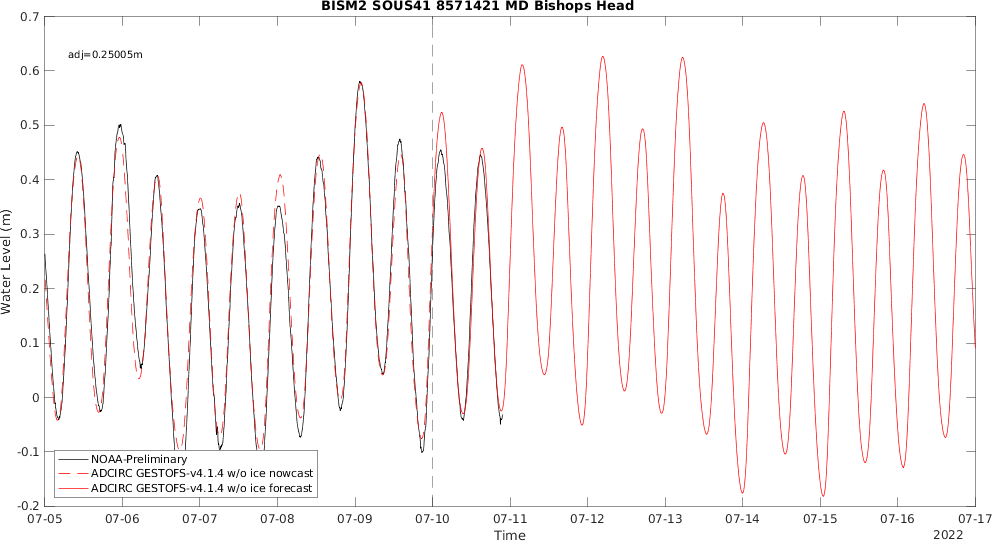 BISM2 SOUS41 8571421 MD Bishops Head
adj=0.25005m
0.7
0.6
0.5
0.4
0.3
0.2
0.1
0
-0.1
-0.2
Water Level (m)
NOAA-Preliminary
ADCIRC GESTOFS-v4.1.4 w/o ice nowcast
ADCIRC GESTOFS-v4.1.4 w/o ice forecast
07-05 07-06 07-07 07-08 07-09 07-10 07-11 07-12 07-13 07-14 07-15 07-16 07-17
Time
2022